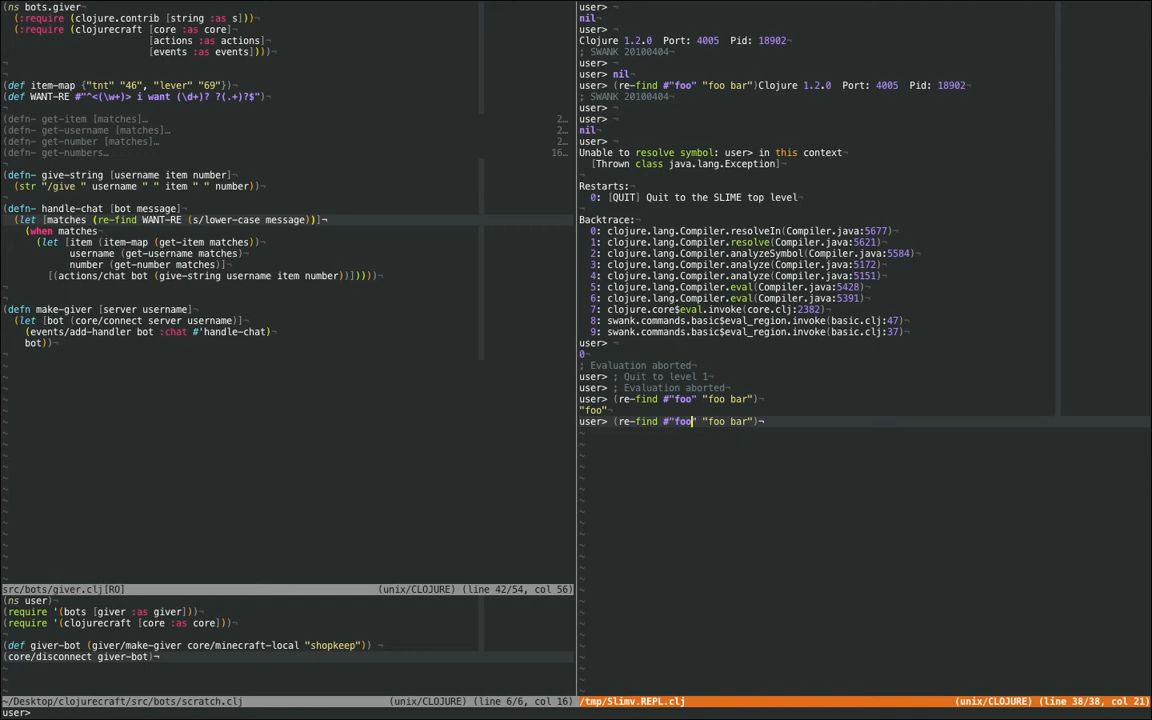 (ns bots.giver
  (:require (clojure.contrib [string :as s]))
  (:require (clojurecraft [core :as core]
                          [actions :as actions]
                          [events :as events])))
(def item-map {"tnt" "46", "lever" "69"})
(def WANT-RE #"^<(\w+)> i want (\d+)? ?(.+)?$")
(defn- get-item [matches]… 2…
(defn- get-username [matches]… 2…
(defn- get-number [matches]… 2…
(defn- get-numbers… 16…
(defn- give-string [username item number]
  (str "/give " username " " item " " number))
(defn- handle-chat [bot message]
  (let [matches (re-find WANT-RE (s/lower-case message))]
    (when matches
      (let [item (item-map (get-item matches))
            username (get-username matches)
            number (get-number matches)]
        [(actions/chat bot (give-string username item number))]))))
(defn make-giver [server username]
  (let [bot (core/connect server username)]
    (events/add-handler bot :chat #'handle-chat)
    bot))
src/bots/giver.clj[RO] (unix/CLOJURE) (line 42/54, col 56)
(ns user)
(require '(bots [giver :as giver]))
(require '(clojurecraft [core :as core]))
(def giver-bot (giver/make-giver core/minecraft-local "shopkeep"))
(core/disconnect giver-bot)
~/Desktop/clojurecraft/src/bots/scratch.clj (unix/CLOJURE) (line 6/6, col 16)
user>
user>
nil
user>
Clojure 1.2.0  Port: 4005  Pid: 18902
; SWANK 20100404
user>
user> nil
user> (re-find #"foo" "foo bar")Clojure 1.2.0  Port: 4005  Pid: 18902
; SWANK 20100404
user>
user>
nil
user>
Unable to resolve symbol: user> in this context
  [Thrown class java.lang.Exception]
Restarts:
  0: [QUIT] Quit to the SLIME top level
Backtrace:
  0: clojure.lang.Compiler.resolveIn(Compiler.java:5677)
  1: clojure.lang.Compiler.resolve(Compiler.java:5621)
  2: clojure.lang.Compiler.analyzeSymbol(Compiler.java:5584)
  3: clojure.lang.Compiler.analyze(Compiler.java:5172)
  4: clojure.lang.Compiler.analyze(Compiler.java:5151)
  5: clojure.lang.Compiler.eval(Compiler.java:5428)
  6: clojure.lang.Compiler.eval(Compiler.java:5391)
  7: clojure.core$eval.invoke(core.clj:2382)
  8: swank.commands.basic$eval_region.invoke(basic.clj:47)
  9: swank.commands.basic$eval_region.invoke(basic.clj:37)
user>
0
; Evaluation aborted
user> ; Quit to level 1
user> ; Evaluation aborted
user> (re-find #"foo" "foo bar")
"foo"
user> (re-find #"foo" "foo bar")
/tmp/Slimv.REPL.clj (unix/CLOJURE) (line 38/38, col 21)